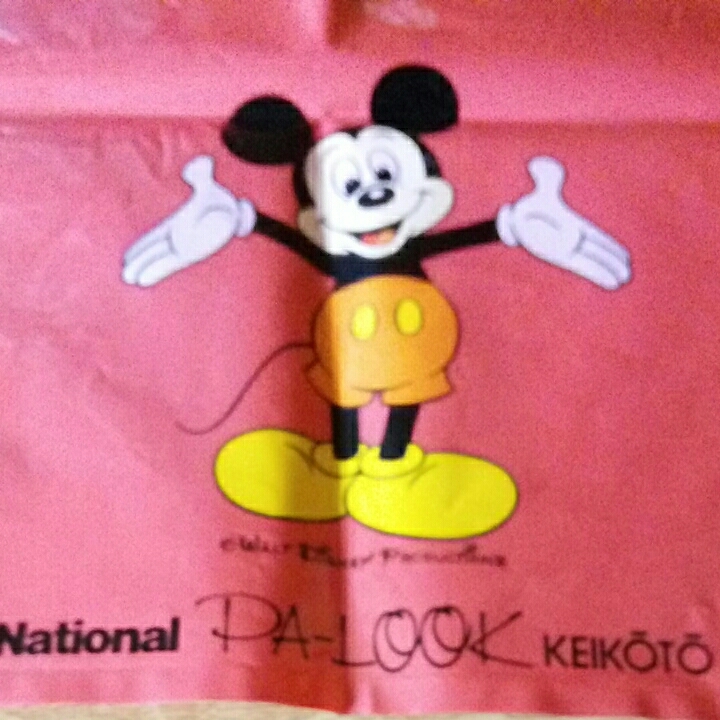 © WALT DISNEY PRODUCTIONS
National PA-LOOK KEIKŌTŌ